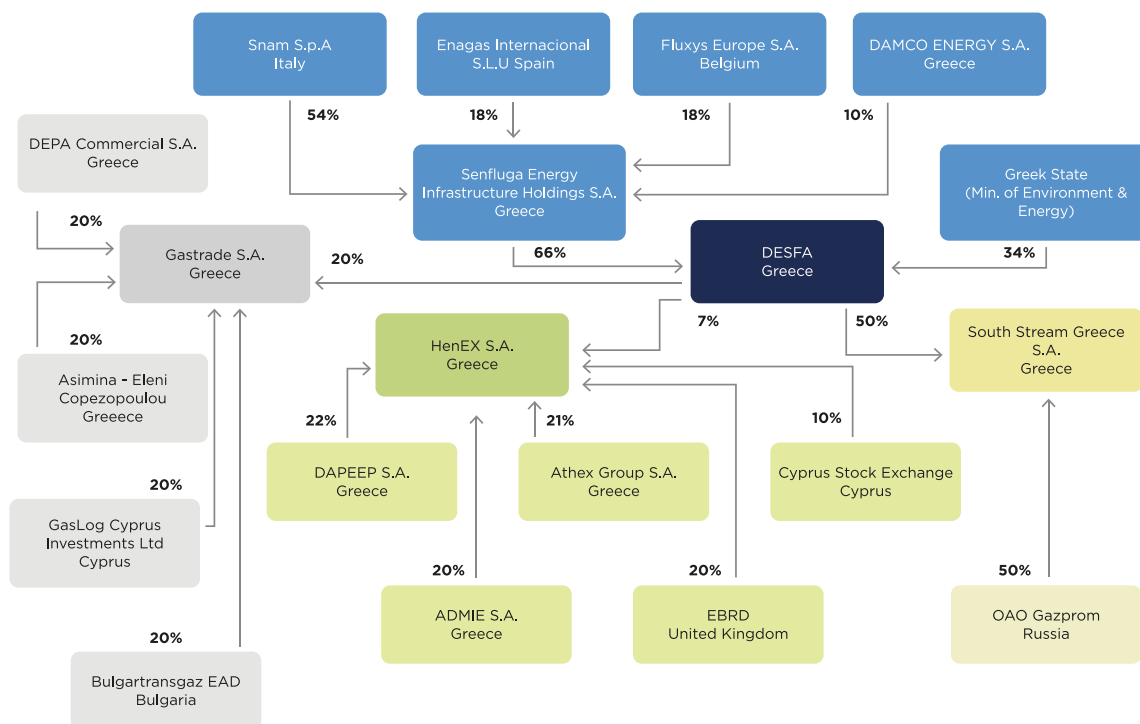 Snam S.p.A
Italy
Enagas Internacional
S.L.U Spain
Fluxys Europe S.A.
Belgium
DAMCO ENERGY S.A.
Greece
54%
18%
18%
10%
DEPA Commercial S.A.
Greece
Senfluga Energy
Infrastructure Holdings S.A.
Greece
Greek State
(Min. of Environment &
Energy)
20%
Gastrade S.A.
Greece
20%
66%
DESFA
Greece
34%
7%
50%
HenEX S.A.
Greece
South Stream Greece
S.A.
Greece
20%
Asimina - Eleni
Copezopoulou
Greeece
22%
21%
10%
DAPEEP S.A.
Greece
Athex Group S.A.
Greece
Cyprus Stock Exchange
Cyprus
20%
GasLog Cyprus
Investments Ltd
Cyprus
20%
20%
50%
ADMIE S.A.
Greece
EBRD
United Kingdom
OAO Gazprom
Russia
20%
Bulgartransgaz EAD
Bulgaria